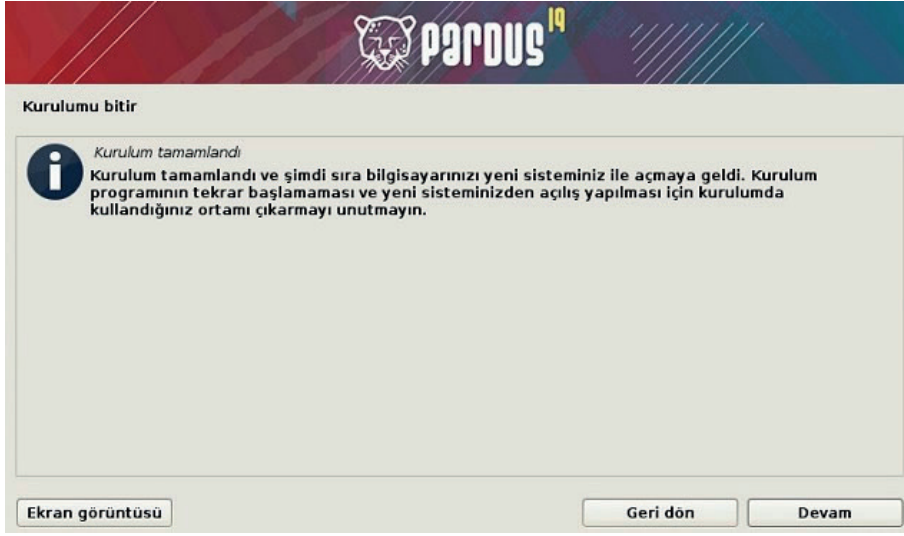 pardus 19
Kurulumu bitir
Kurulum tamamlandı
Kurulum tamamlandı ve şimdi sıra bilgisayarınızı yeni sisteminiz ile açmaya geldi. Kurulum
programının tekrar başlamaması ve yeni sisteminizden açılış yapılması için kurulumda
kullandığınız ortamı çıkarmayı unutmayın.
Ekran görüntüsü
Geri dön
Devam